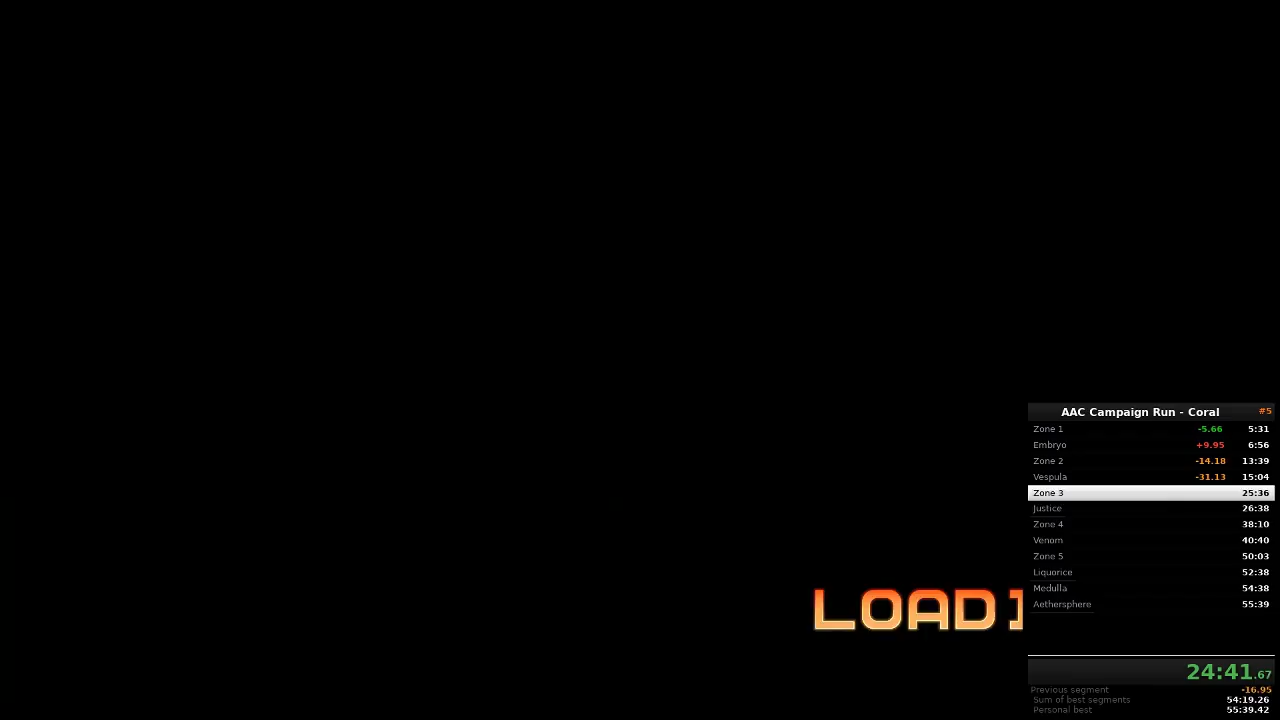 AAC Campaign Run - Coral #5
Zone 1 -5.66 5:31
Embryo +9.95 6:56
Zone 2 -14.18 13:39
Vespula -31.13 15:04
Zone 3 25:36
Justice 26:38
Zone 4 38:10
Venom 40:40
Zone 5 50:03
Liquorice 52:38
Medulla 54:38
Aethersphere 55:39
LOADI
24:41.67
Previous segment -16.95
Sum of best segments 54:19.26
Personal best 55:39.42